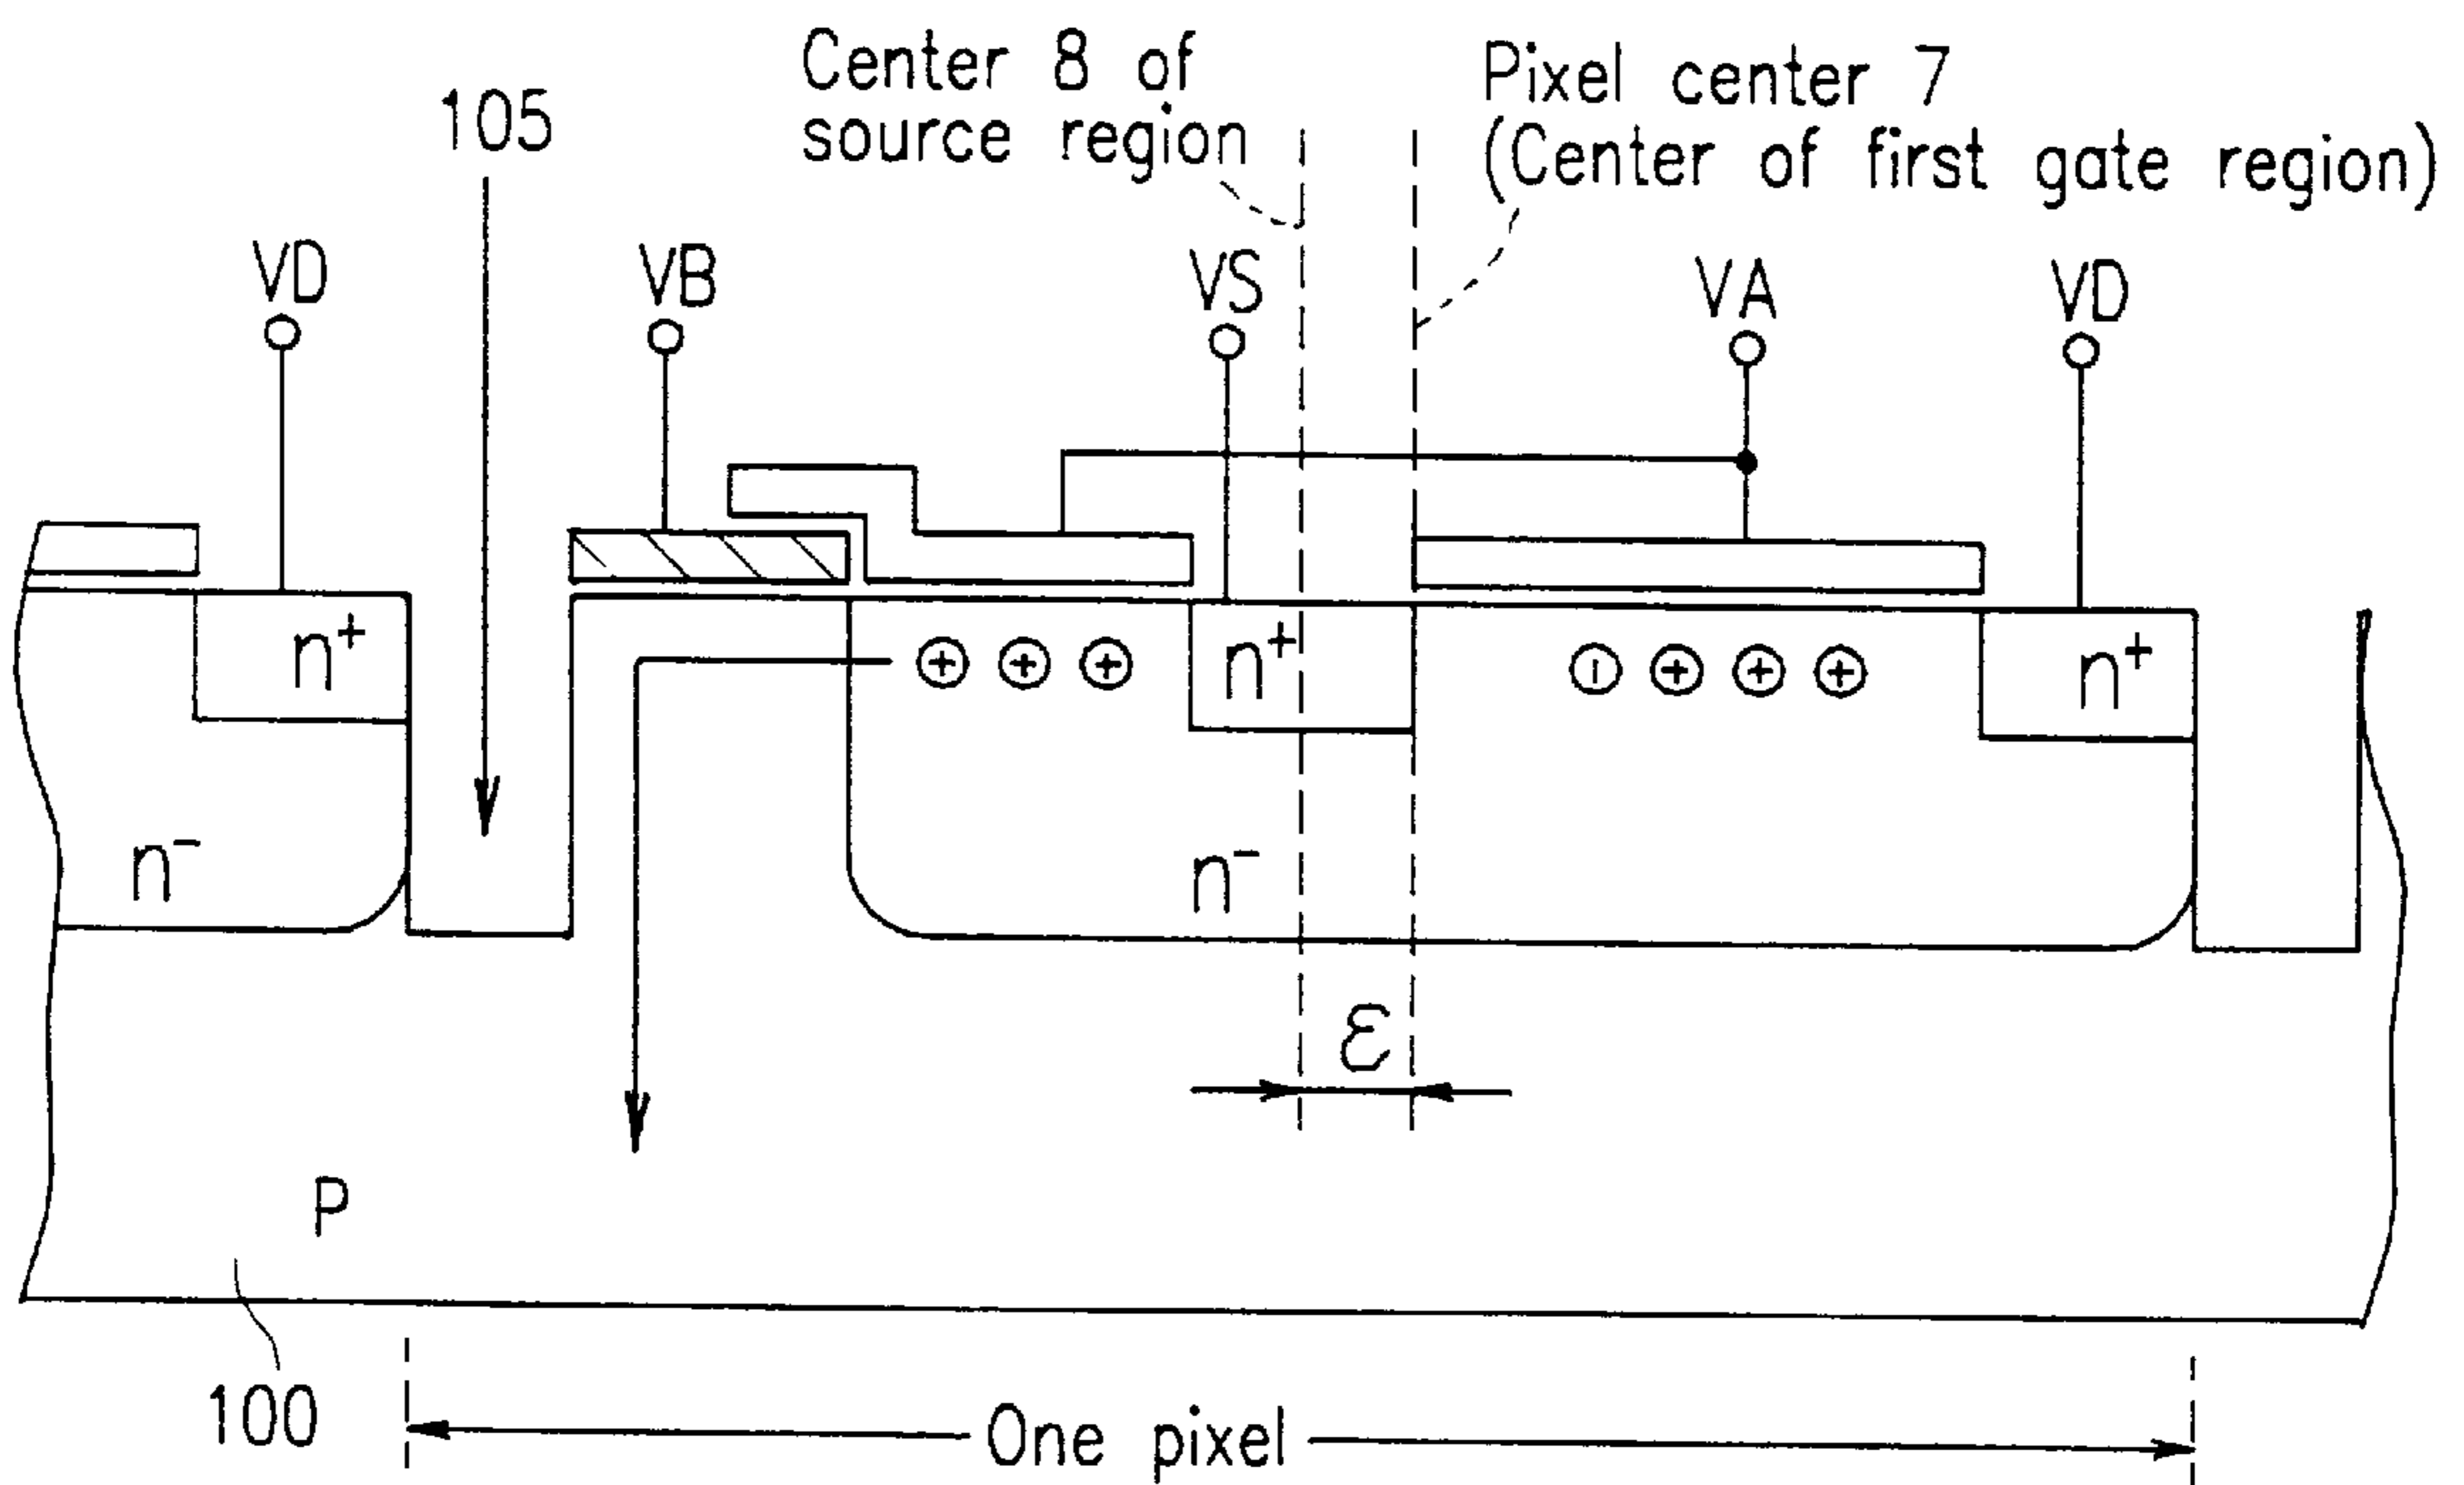 Center 8 of
source region
Pixel center 7
(Center of first gate region)
105
VD
VB
VS
VA
VD
n+
n+
n+
n−
n−
ε
P
100
One pixel